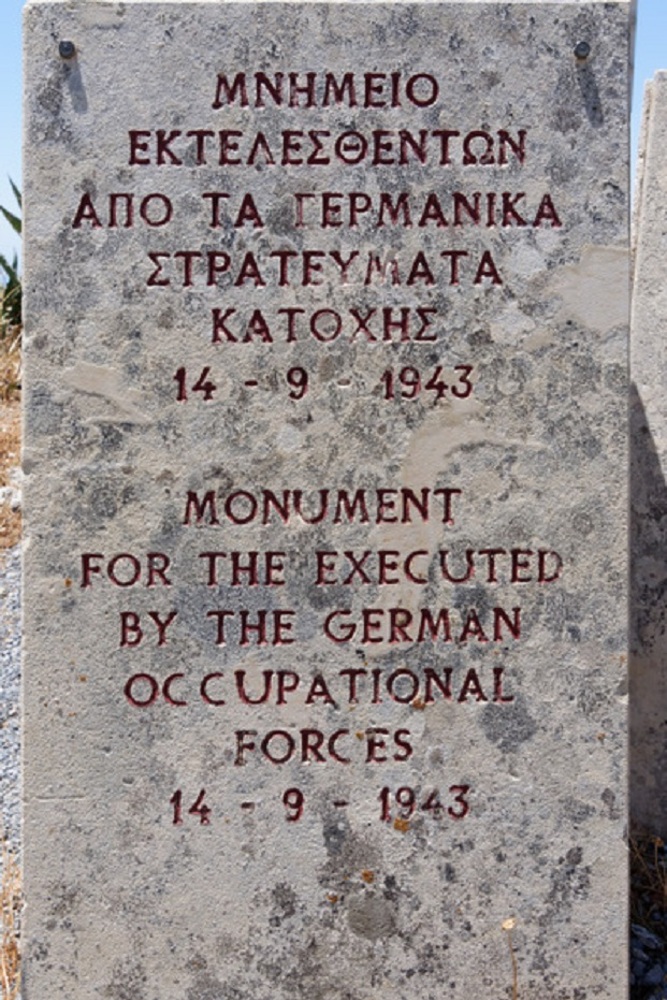 ΜΝΗΜΕΙΟ
ΕΚΤΕΛΕΣΘΕΝΤΩΝ
ΑΠΟ ΤΑ ΓΕΡΜΑΝΙΚΑ
ΣΤΡΑΤΕΥΜΑΤΑ
ΚΑΤΟΧΗΣ
14 - 9 - 1943
MONUMENT
FOR THE EXECUTED
BY THE GERMAN
OCCUPATIONAL
FORCES
14 - 9 - 1943